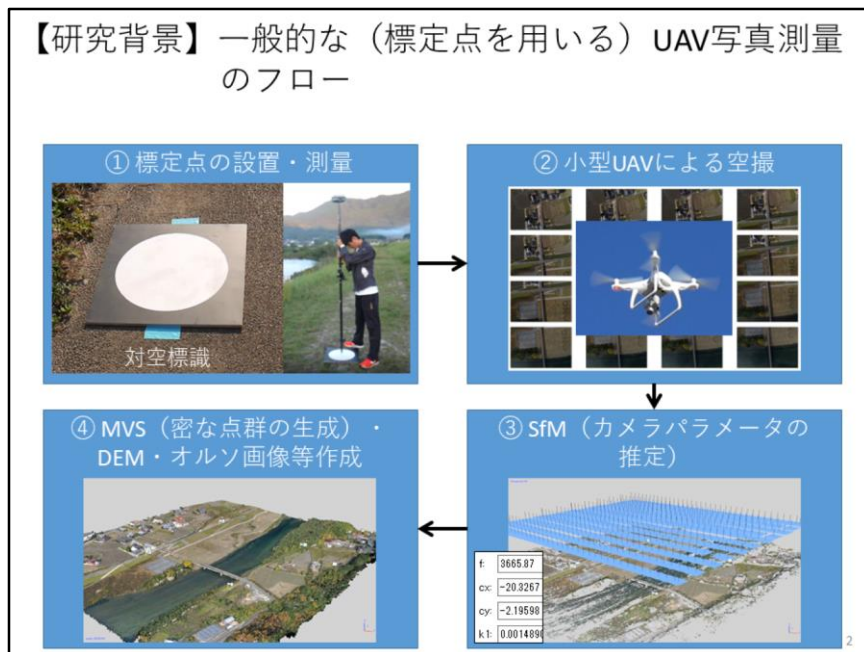 【研究背景】一般的な（標定点を用いる）UAV写真測量
のフロー
① 標定点の設置・測量
対空標識
② 小型UAVによる空撮
③ SfM（カメラパラメータの
推定）
f: 3665.87
cx: -20.3267
cy: -2.19598
k1: 0.001489
④ MVS（密な点群の生成）・
DEM・オルソ画像等作成
2